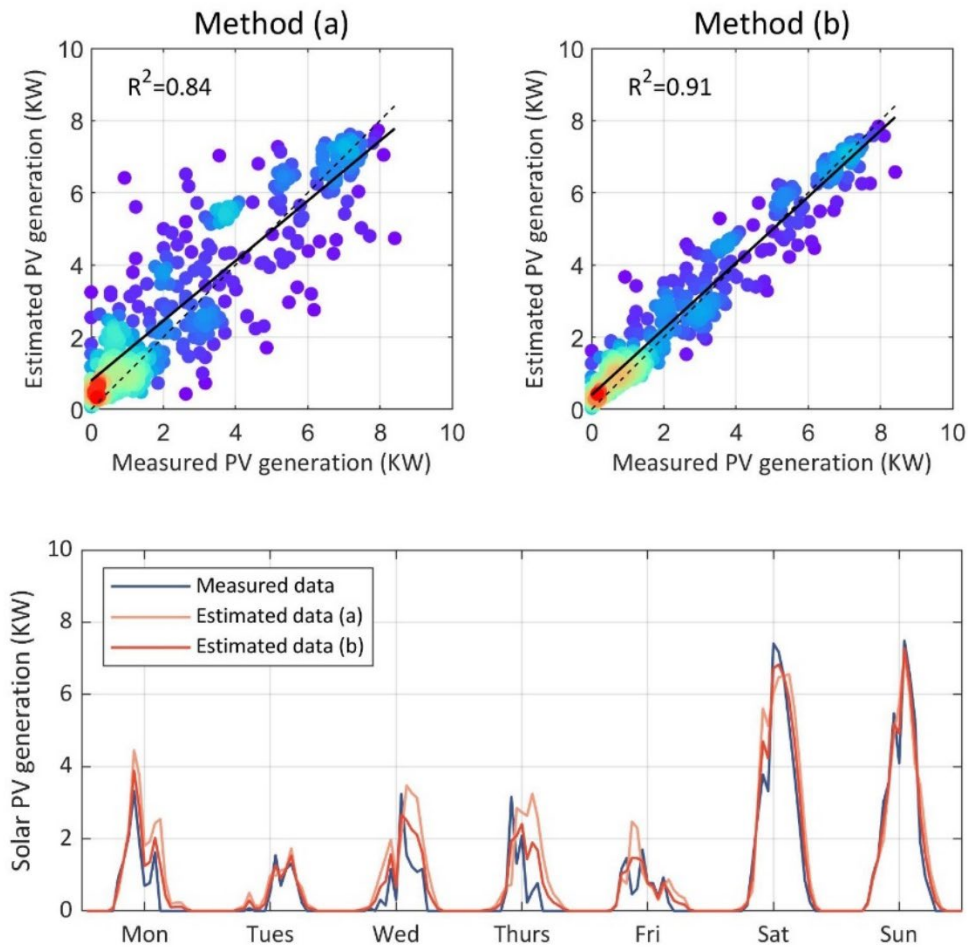 Method (a)
Method (b)
R²=0.84
R²=0.91
Estimated PV generation (KW)
10
8
6
4
2
0
0 2 4 6 8 10
Measured PV generation (KW)
Estimated PV generation (KW)
10
8
6
4
2
0
0 2 4 6 8 10
Measured PV generation (KW)
Solar PV generation (KW)
10
8
6
4
2
0
Measured data
Estimated data (a)
Estimated data (b)
Mon Tues Wed Thurs Fri Sat Sun